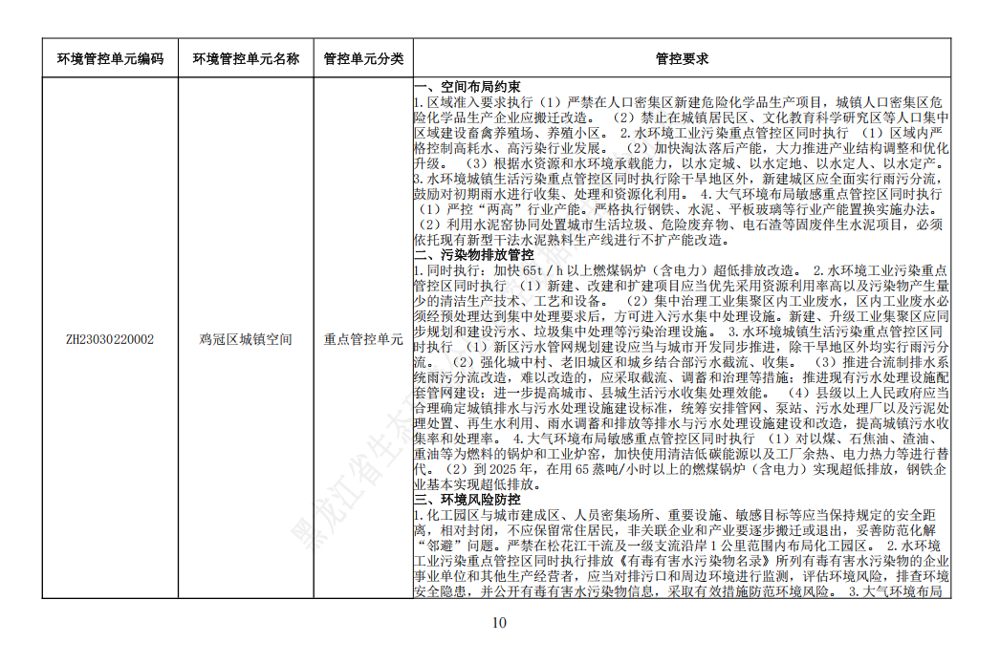 环境管控单元编码 环境管控单元名称 管控单元分类 管控要求
一、空间布局约束
1.区域准入要求执行（1）严禁在人口密集区新建危险化学品生产项目，城镇人口密集区危
险化学品生产企业应搬迁改造。 （2）禁止在城镇居民区、文化教育科学研究区等人口集中
区域建设畜禽养殖场、养殖小区。 2.水环境工业污染重点管控区同时执行 （1）区域内严
格控制高耗水、高污染行业发展。 （2）加快淘汰落后产能，大力推进产业结构调整和优化
升级。 （3）根据水资源和水环境承载能力，以水定城、以水定地、以水定人、以水定产。
3.水环境城镇生活污染重点管控区同时执行除干旱地区外，新建城区应全面实行雨污分流，
鼓励对初期雨水进行收集、处理和资源化利用。 4.大气环境布局敏感重点管控区同时执行
（1）严控“两高”行业产能。严格执行钢铁、水泥、平板玻璃等行业产能置换实施办法。
（2）利用水泥窑协同处置城市生活垃圾、危险废弃物、电石渣等固废伴生水泥项目，必须
依托现有新型干法水泥熟料生产线进行不扩产能改造。
二、污染物排放管控
1.同时执行：加快 65t／h 以上燃煤锅炉（含电力）超低排放改造。 2.水环境工业污染重点
管控区同时执行 （1）新建、改建和扩建项目应当优先采用资源利用率高以及污染物产生量
少的清洁生产技术、工艺和设备。 （2）集中治理工业集聚区内工业废水，区内工业废水必
须经预处理达到集中处理要求后，方可进入污水集中处理设施。新建、升级工业集聚区应同
步规划和建设污水、垃圾集中处理等污染治理设施。 3.水环境城镇生活污染重点管控区同
时执行 （1）新区污水管网规划建设应当与城市开发同步推进，除干旱地区外均实行雨污分
流。 （2）强化城中村、老旧城区和城乡结合部污水截流、收集。 （3）推进合流制排水系
统雨污分流改造，难以改造的，应采取截流、调蓄和治理等措施；推进现有污水处理设施配
套管网建设；进一步提高城市、县城生活污水收集处理效能。 （4）县级以上人民政府应当
合理确定城镇排水与污水处理设施建设标准，统筹安排管网、泵站、污水处理厂以及污泥处
理处置、再生水利用、雨水调蓄和排放等排水与污水处理设施建设和改造，提高城镇污水收
集率和处理率。 4.大气环境布局敏感重点管控区同时执行 （1）对以煤、石焦油、渣油、
重油等为燃料的锅炉和工业炉窑，加快使用清洁低碳能源以及工厂余热、电力热力等进行替
代。（2）到 2025 年，在用 65 蒸吨/小时以上的燃煤锅炉（含电力）实现超低排放，钢铁企
业基本实现超低排放。
三、环境风险防控
1.化工园区与城市建成区、人员密集场所、重要设施、敏感目标等应当保持规定的安全距
离，相对封闭，不应保留常住居民，非关联企业和产业要逐步搬迁或退出，妥善防范化解
“邻避”问题。严禁在松花江干流及一级支流沿岸 1 公里范围内布局化工园区。 2.水环境
工业污染重点管控区同时执行排放《有毒有害水污染物名录》所列有毒有害水污染物的企业
事业单位和其他生产经营者，应当对排污口和周边环境进行监测，评估环境风险，排查环境
安全隐患，并公开有毒有害水污染物信息，采取有效措施防范环境风险。 3.大气环境布局
ZH23030220002 鸡冠区城镇空间 重点管控单元
黑龙江省生态环
10